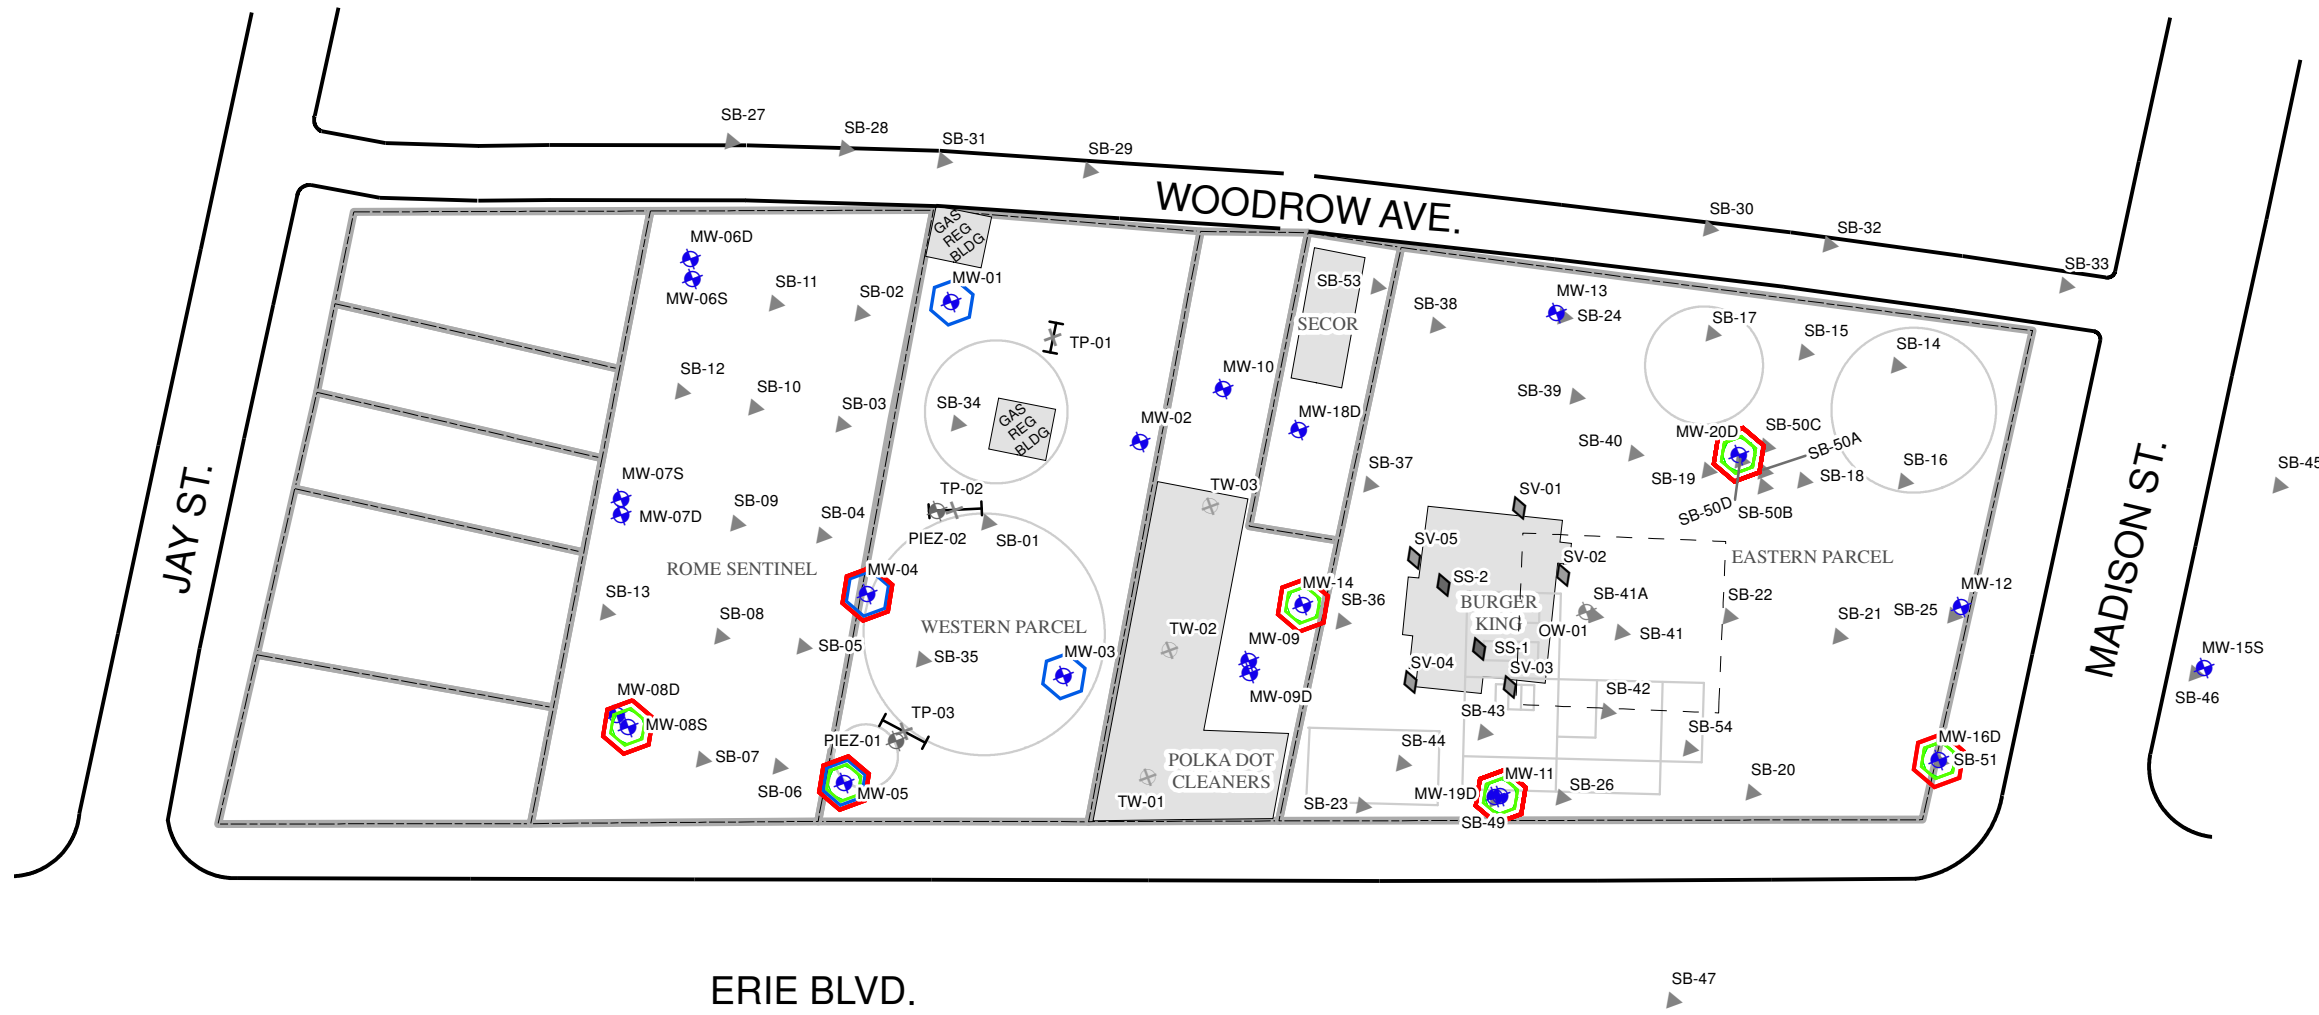 SB-27
SB-28
SB-31
SB-29
WOODROW AVE.
SB-30
SB-32
SB-33
GAS
REG
BLDG
MW-06D
MW-06S
SB-11
SB-02
MW-01
TP-01
SB-53
SECOR
SB-38
MW-13
SB-24
SB-17
SB-15
SB-14
SB-12
SB-10
SB-03
SB-34
GAS
REG
BLDG
MW-10
MW-02
MW-18D
SB-39
SB-40
MW-20D
SB-50C
SB-50A
SB-19
SB-18
SB-16
SB-50D
SB-50B
SB-37
SB-45
JAY ST.
MW-07S
MW-07D
SB-09
SB-04
TP-02
PIEZ-02
SB-01
TW-03
SV-01
SV-05
SV-02
SS-2
EASTERN PARCEL
MADISON ST.
ROME SENTINEL
MW-04
MW-14
SB-36
BURGER
KING
SB-41A
SB-22
MW-12
SB-25
SB-21
SB-13
SB-08
SB-05
WESTERN PARCEL
SB-35
MW-03
TW-02
MW-09
MW-09D
OW-01
SB-41
SS-1
SV-04
SV-03
MW-15S
SB-46
MW-08D
MW-08S
SB-07
SB-06
TP-03
PIEZ-01
MW-05
POLKA DOT
CLEANERS
TW-01
SB-42
SB-43
SB-44
SB-54
MW-16D
SB-51
SB-23
MW-11
MW-19D
SB-49
SB-26
SB-20
ERIE BLVD.
SB-47